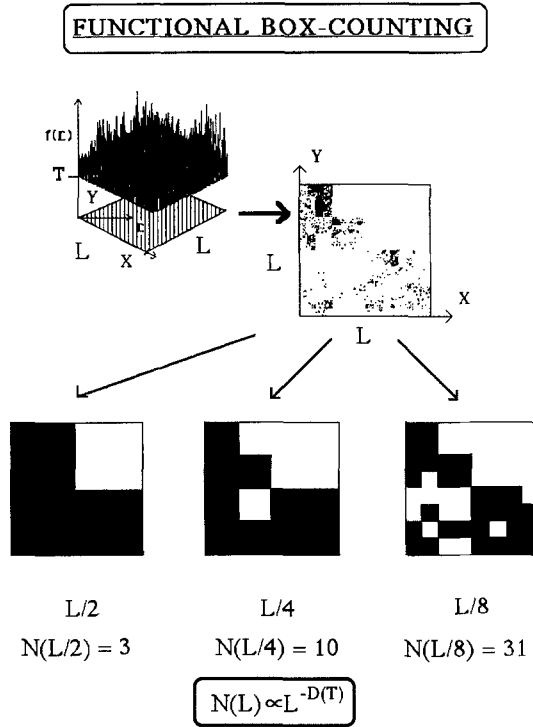 FUNCTIONAL BOX-COUNTING
f(r)
T
Y
r
L
X
L
Y
L
X
L
L/2
L/4
L/8
N(L/2) = 3
N(L/4) = 10
N(L/8) = 31
N(L)∝L^-D(T)